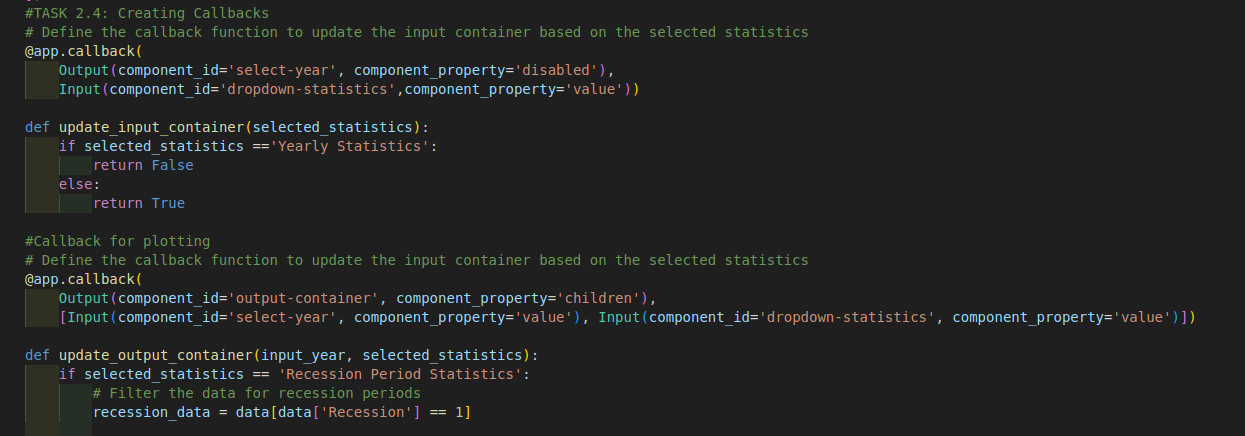 #TASK 2.4: Creating Callbacks
# Define the callback function to update the input container based on the selected statistics
@app.callback(
    Output(component_id='select-year', component_property='disabled'),
    Input(component_id='dropdown-statistics',component_property='value'))

def update_input_container(selected_statistics):
    if selected_statistics =='Yearly Statistics':
        return False
    else:
        return True

#Callback for plotting
# Define the callback function to update the input container based on the selected statistics
@app.callback(
    Output(component_id='output-container', component_property='children'),
    [Input(component_id='select-year', component_property='value'), Input(component_id='dropdown-statistics', component_property='value')])

def update_output_container(input_year, selected_statistics):
    if selected_statistics == 'Recession Period Statistics':
        # Filter the data for recession periods
        recession_data = data[data['Recession'] == 1]